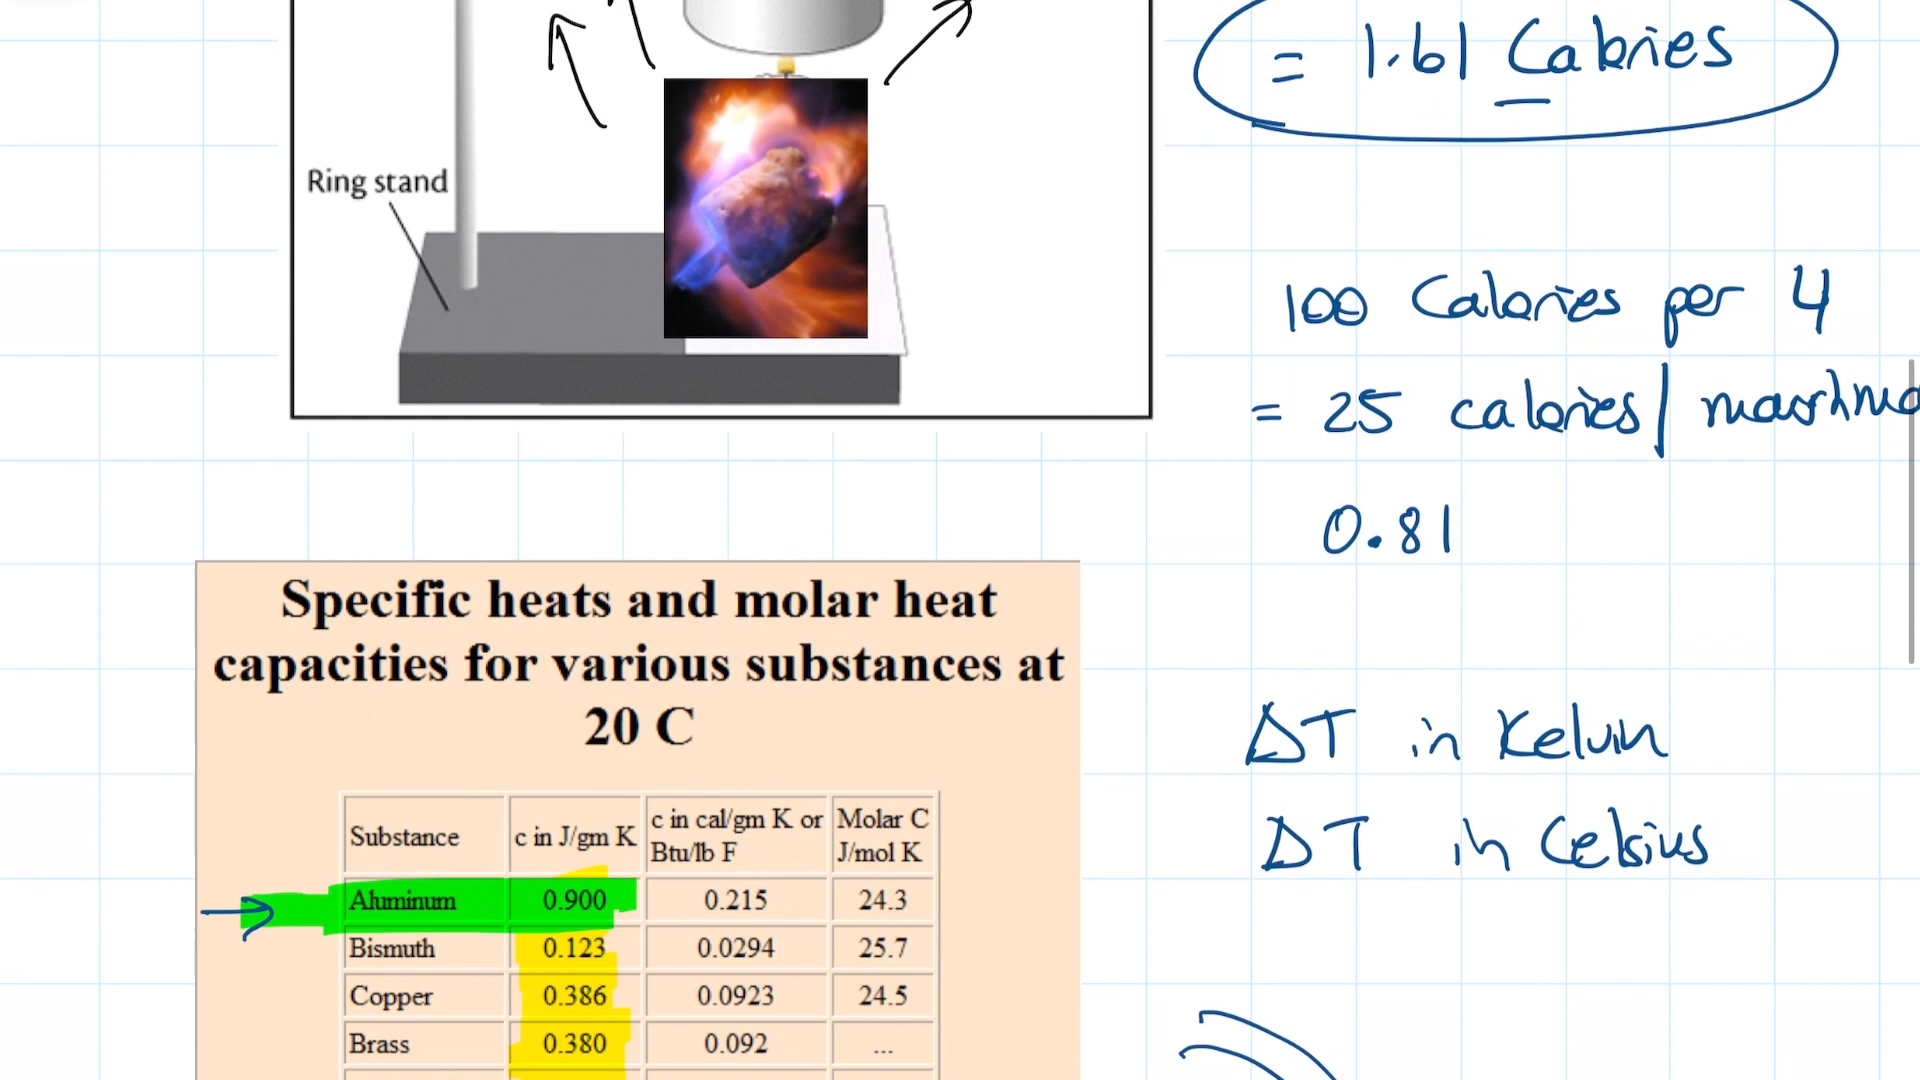 = 1.61 Calories
Ring stand
100 Calories per 4
= 25 calories/
0.81
Specific heats and molar heat
capacities for various substances at
20 C
Substance c in J/gm K c in cal/gm K or Btu/lb F Molar C J/mol K
Aluminum 0.900 0.215 24.3
Bismuth 0.123 0.0294 25.7
Copper 0.386 0.0923 24.5
Brass 0.380 0.092 ...
ΔT in Kelvin
ΔT in Celsius